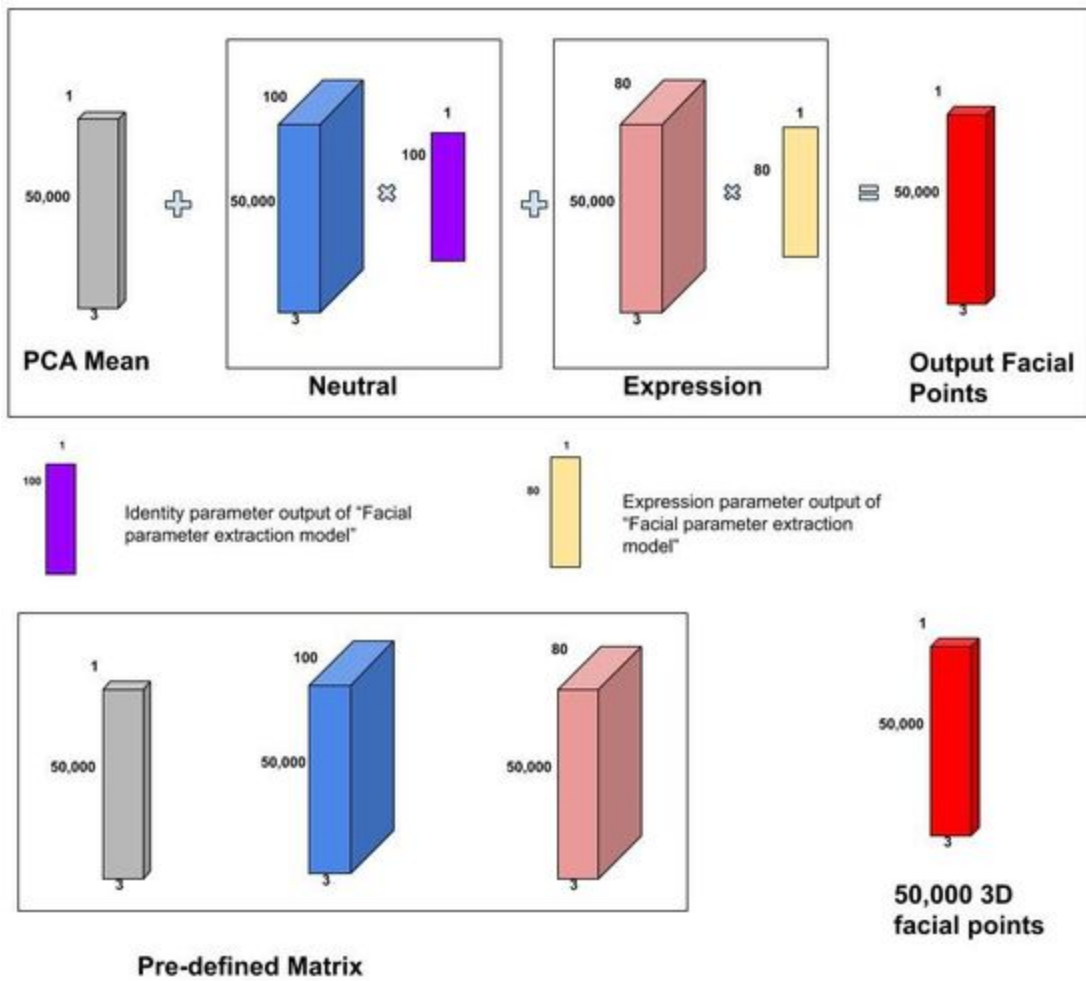 1
100
80
1
1
1
100
80
50,000
50,000
50,000
50,000
3
3
3
3
PCA Mean
Neutral
Expression
Output Facial
Points
1
100
Identity parameter output of “Facial
parameter extraction model”
1
80
Expression parameter output of
“Facial parameter extraction
model”
1
100
80
1
50,000
50,000
50,000
50,000
3
3
3
3
50,000 3D
facial points
Pre-defined Matrix